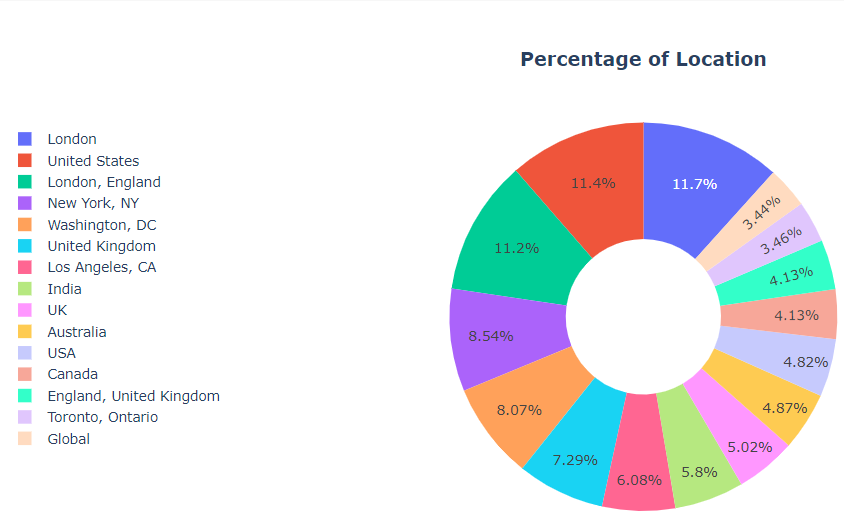 Percentage of Location
London
United States
London, England
New York, NY
Washington, DC
United Kingdom
Los Angeles, CA
India
UK
Australia
USA
Canada
England, United Kingdom
Toronto, Ontario
Global
11.7%
11.4%
11.2%
8.54%
8.07%
7.29%
6.08%
5.8%
5.02%
4.87%
4.82%
4.13%
4.13%
3.46%
3.44%